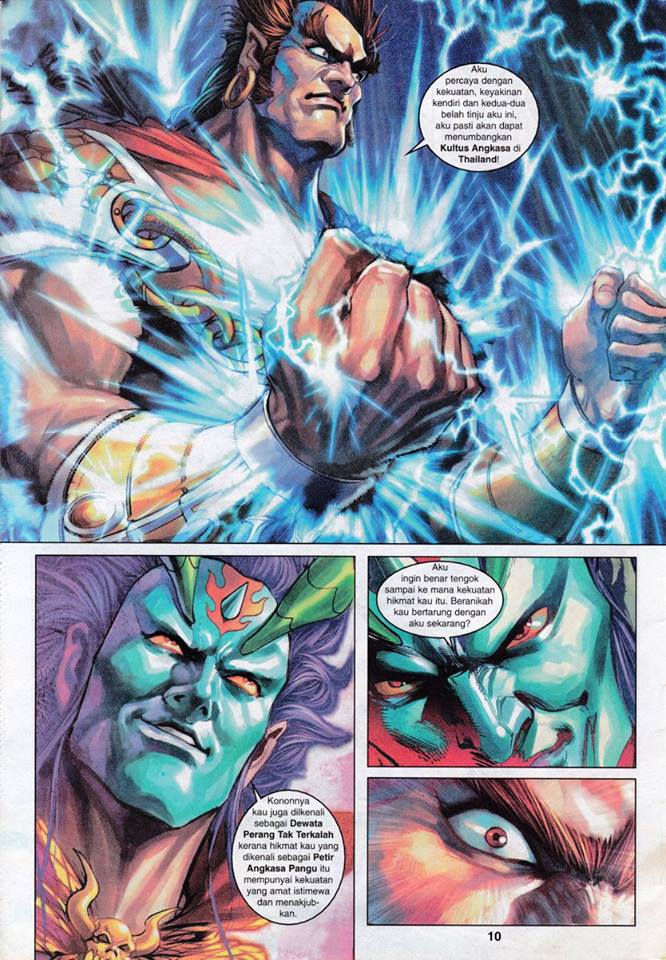 Aku
percaya dengan
kekuatan, keyakinan
kendiri dan kedua-dua
belah tinju aku ini,
aku pasti akan dapat
menumbangkan
Kultus Angkasa di
Thailand!
Kononnya
kau juga dilkenali
sebagai Dewata
Perang Tak Terkalah
kerana hikmat kau yang
dikenali sebagai Petir
Angkasa Pangu itu
mempunyai kekuatan
yang amat istimewa
dan menakjub-
kan.
Aku
ingin benar tengok
sampai ke mana kekuatan
hikmat kau itu. Beranikah
kau bertarung dengan
aku sekarang?
10